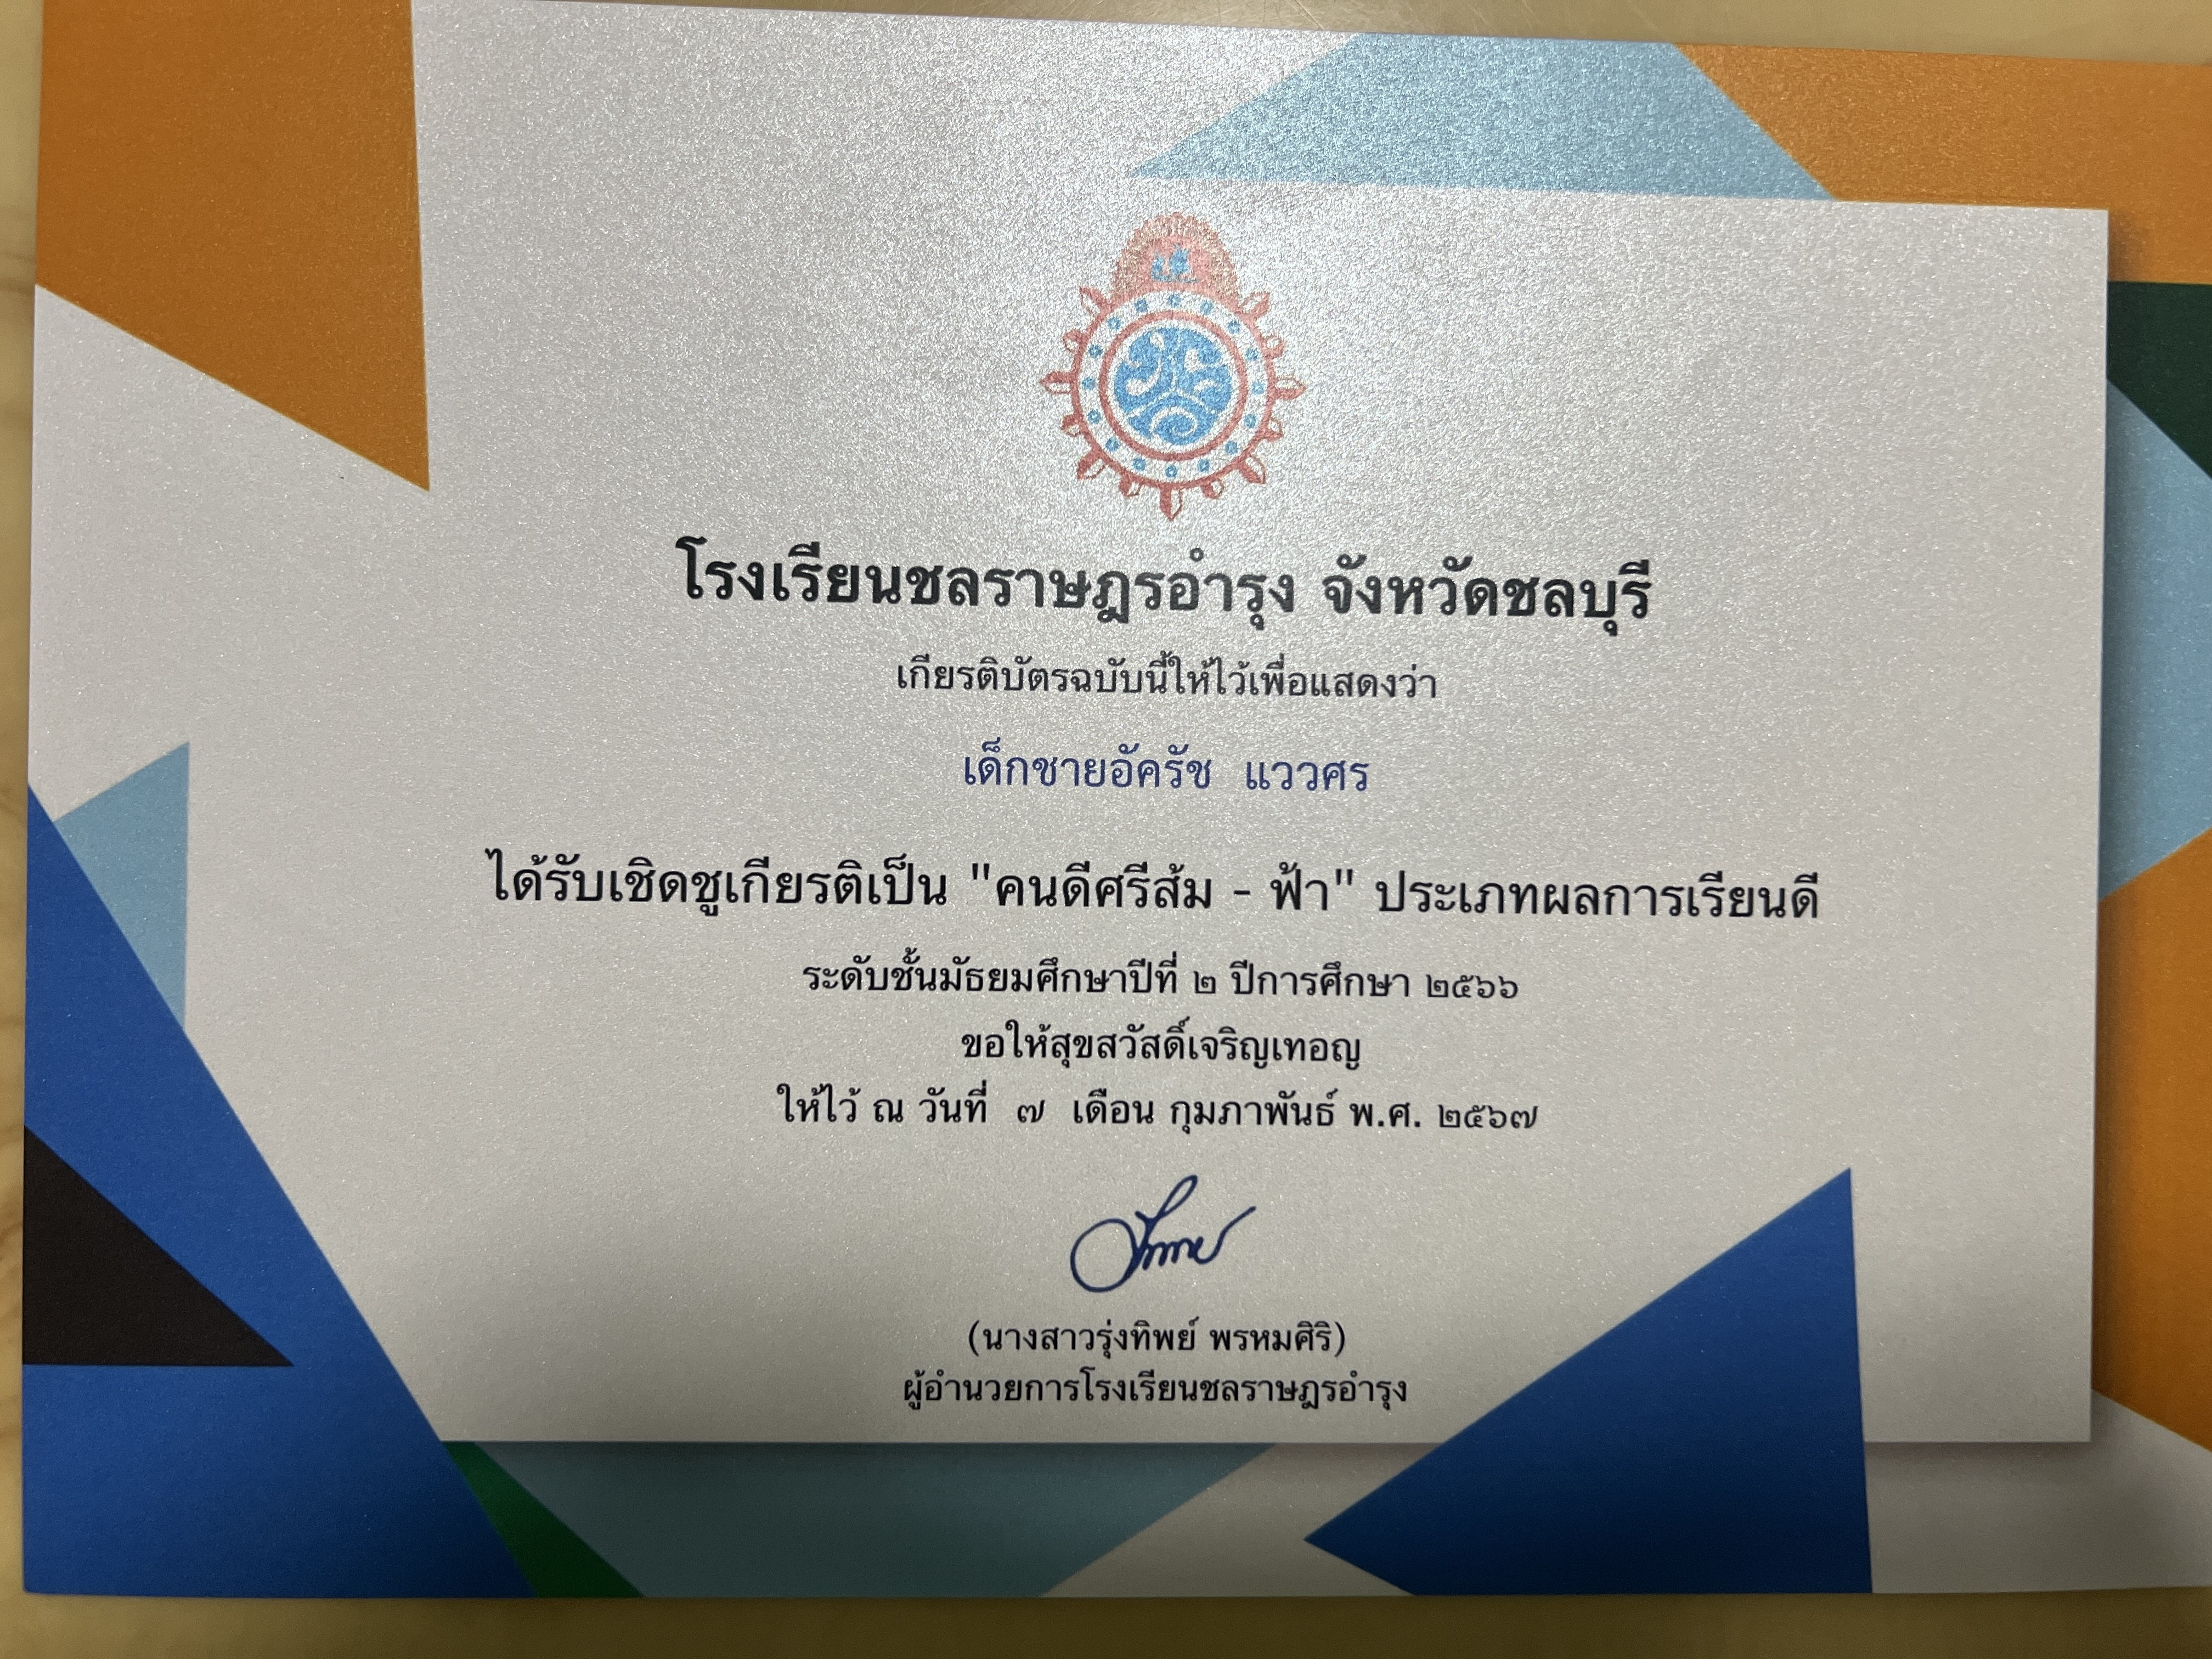 โรงเรียนชลราษฎรอำรุง จังหวัดชลบุรี
เกียรติบัตรฉบับนี้ให้ไว้เพื่อแสดงว่า
เด็กชายอัครัช แววศร
ได้รับเชิดชูเกียรติเป็น "คนดีศรีส้ม - ฟ้า" ประเภทผลการเรียนดี
ระดับชั้นมัธยมศึกษาปีที่ ๒ ปีการศึกษา ๒๕๖๖
ขอให้สุขสวัสดิ์เจริญเทอญ
ให้ไว้ ณ วันที่ ๗ เดือน กุมภาพันธ์ พ.ศ. ๒๕๖๗
(นางสาวรุ่งทิพย์ พรหมศิริ)
ผู้อำนวยการโรงเรียนชลราษฎรอำรุง